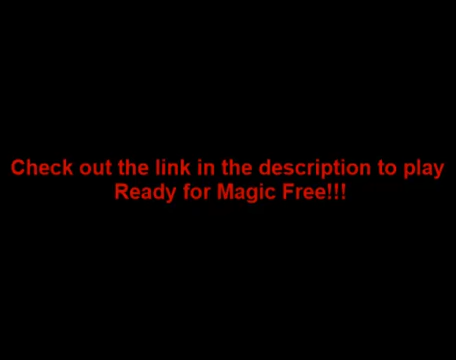 Check out the link in the description to play
Ready for Magic Free!!!